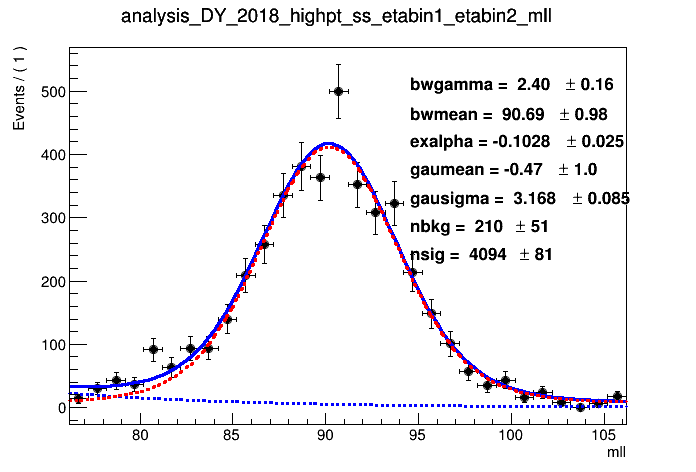 analysis_DY_2018_highpt_ss_etabin1_etabin2_mll
Events / ( 1 )
500
400
300
200
100
0
bwgamma = 2.40 ± 0.16
bwmean = 90.69 ± 0.98
exalpha = -0.1028 ± 0.025
gaumean = -0.47 ± 1.0
gausigma = 3.168 ± 0.085
nbkg = 210 ± 51
nsig = 4094 ± 81
80 85 90 95 100 105
mll